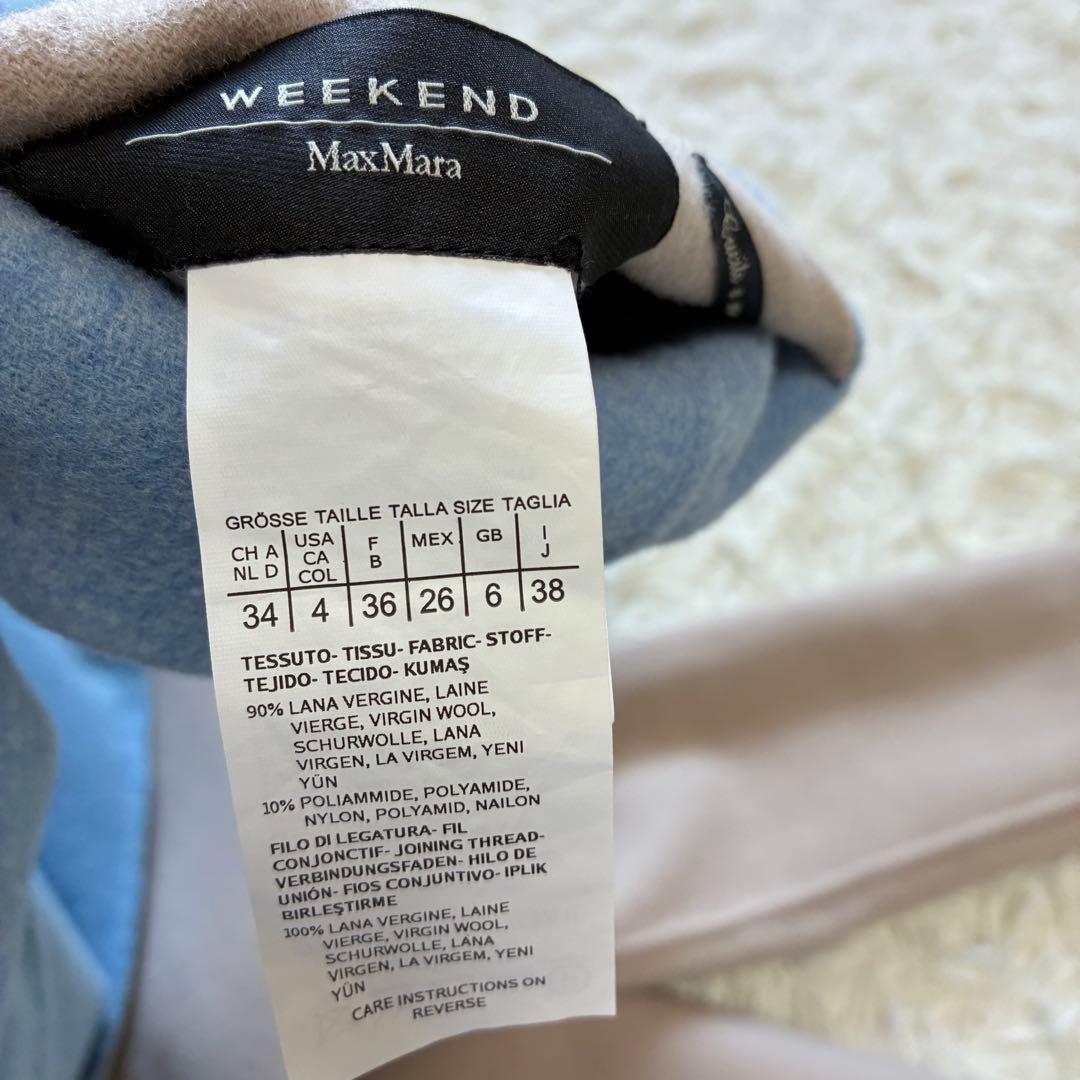 WEEKEND
MaxMara
GRÖSSE TAILLE TALLA SIZE TAGLIA
CH A NL D | USA CA COL | F B | MEX | GB | I J
34 | 4 | 36 | 26 | 6 | 38
TESSUTO- TISSU- FABRIC- STOFF-
TEJIDO- TECIDO- KUMAŞ
90% LANA VERGINE, LAINE
VIERGE, VIRGIN WOOL,
SCHURWOLLE, LANA
VIRGEN, LA VIRGEM, YENI
YÜN
10% POLIAMMIDE, POLYAMIDE,
NYLON, POLYAMID, NAILON
FILO DI LEGATURA- FIL
CONJONCTIF- JOINING THREAD-
VERBINDUNGSFADEN- HILO DE
UNIÓN- FIOS CONJUNTIVO- IPLIK
BIRLEŞTIRME
100% LANA VERGINE, LAINE
VIERGE, VIRGIN WOOL,
SCHURWOLLE, LANA
VIRGEN, LA VIRGEM, YENI
YÜN
CARE INSTRUCTIONS ON
REVERSE